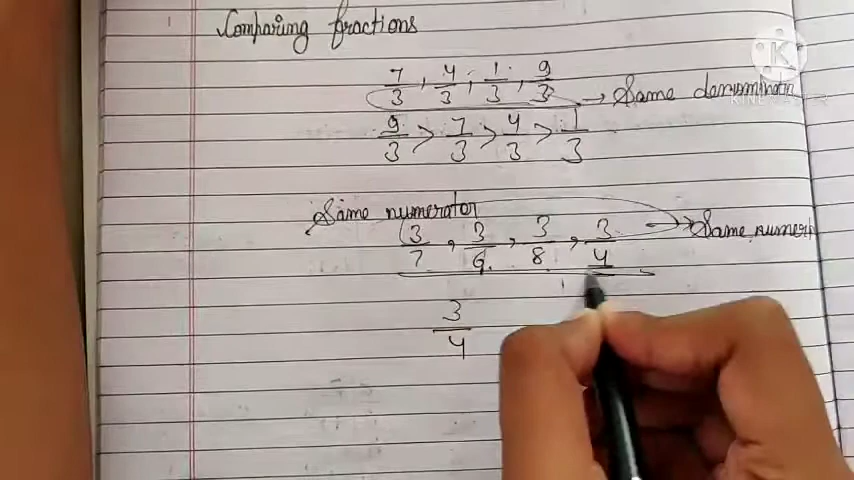 Comparing fractions
7/3, 4/3, 1/3, 9/3 → Same denominator
9/3 > 7/3 > 4/3 > 1/3
Same numerator
3/7, 3/6, 3/8, 3/4 → Same numer
3/4
KINEMASTER